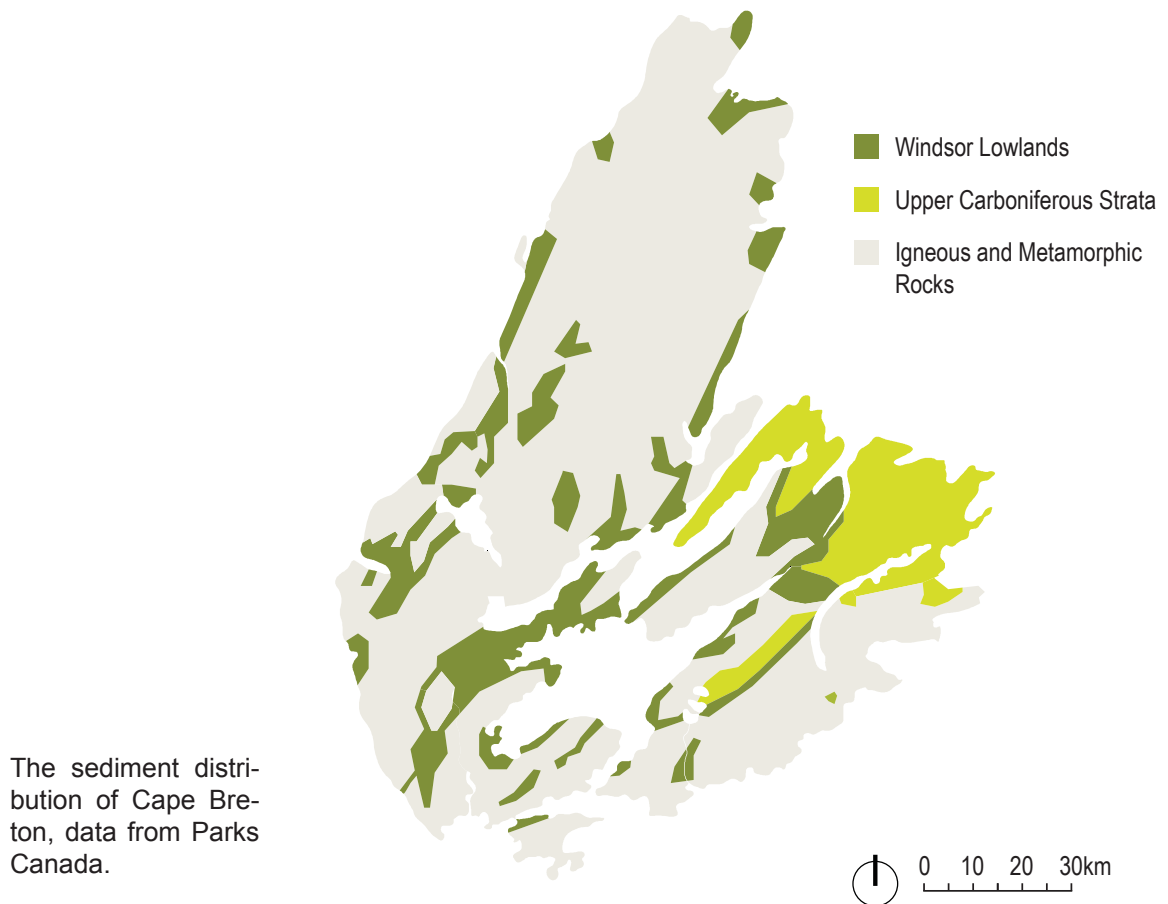 Windsor Lowlands
Upper Carboniferous Strata
Igneous and Metamorphic
Rocks
The sediment distri-
bution of Cape Bre-
ton, data from Parks
Canada.
0 10 20 30km